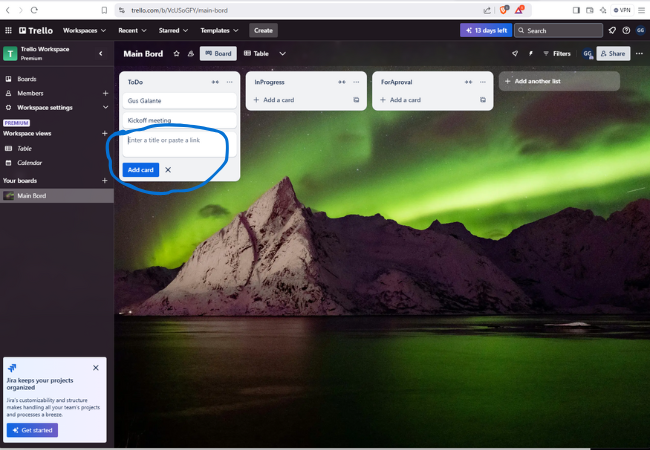 trello.com/b/VcUSoGFY/main-bord
VPN
Trello
Workspaces
Recent
Starred
Templates
Create
13 days left
Search
GG
T
Trello Workspace
Premium
Main Bord
Board
Table
Filters
GG
Share
Boards
Members
Workspace settings
PREMIUM
Workspace views
Table
Calendar
Your boards
Main Bord
ToDo
Gus Galante
Kickoff meeting
Enter a title or paste a link
Add card
InProgress
Add a card
ForAproval
Add a card
Add another list
Jira keeps your projects
organized
Jira's customizability and structure
makes handling all your team's projects
and processes a breeze.
Get started